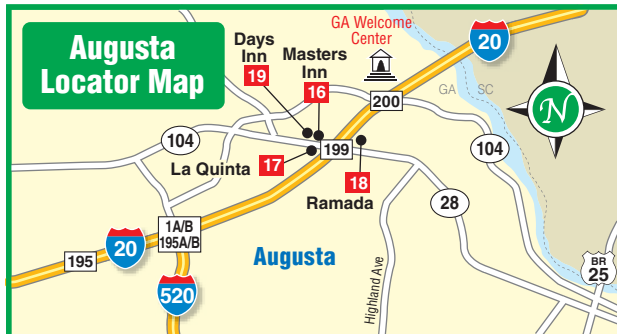 Augusta
Locator Map
Days
Inn
19
Masters
Inn
16
GA Welcome
Center
20
N
GA
SC
200
104
199
104
La Quinta
17
18
Ramada
28
1A/B
195A/B
20
195
Augusta
520
Highland Ave
BR
25